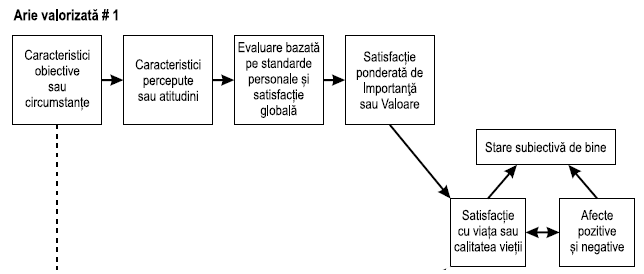 Arie valorizată # 1
Caracteristici
obiective
sau
circumstanțe
Caracteristici
percepute
sau atitudini
Evaluare bazată
pe standarde
personale și
satisfacție
globală
Satisfacție
ponderată de
Importanță
sau Valoare
Stare subiectivă de bine
Satisfacție
cu viața sau
calitatea vieții
Afecte
pozitive
și negative